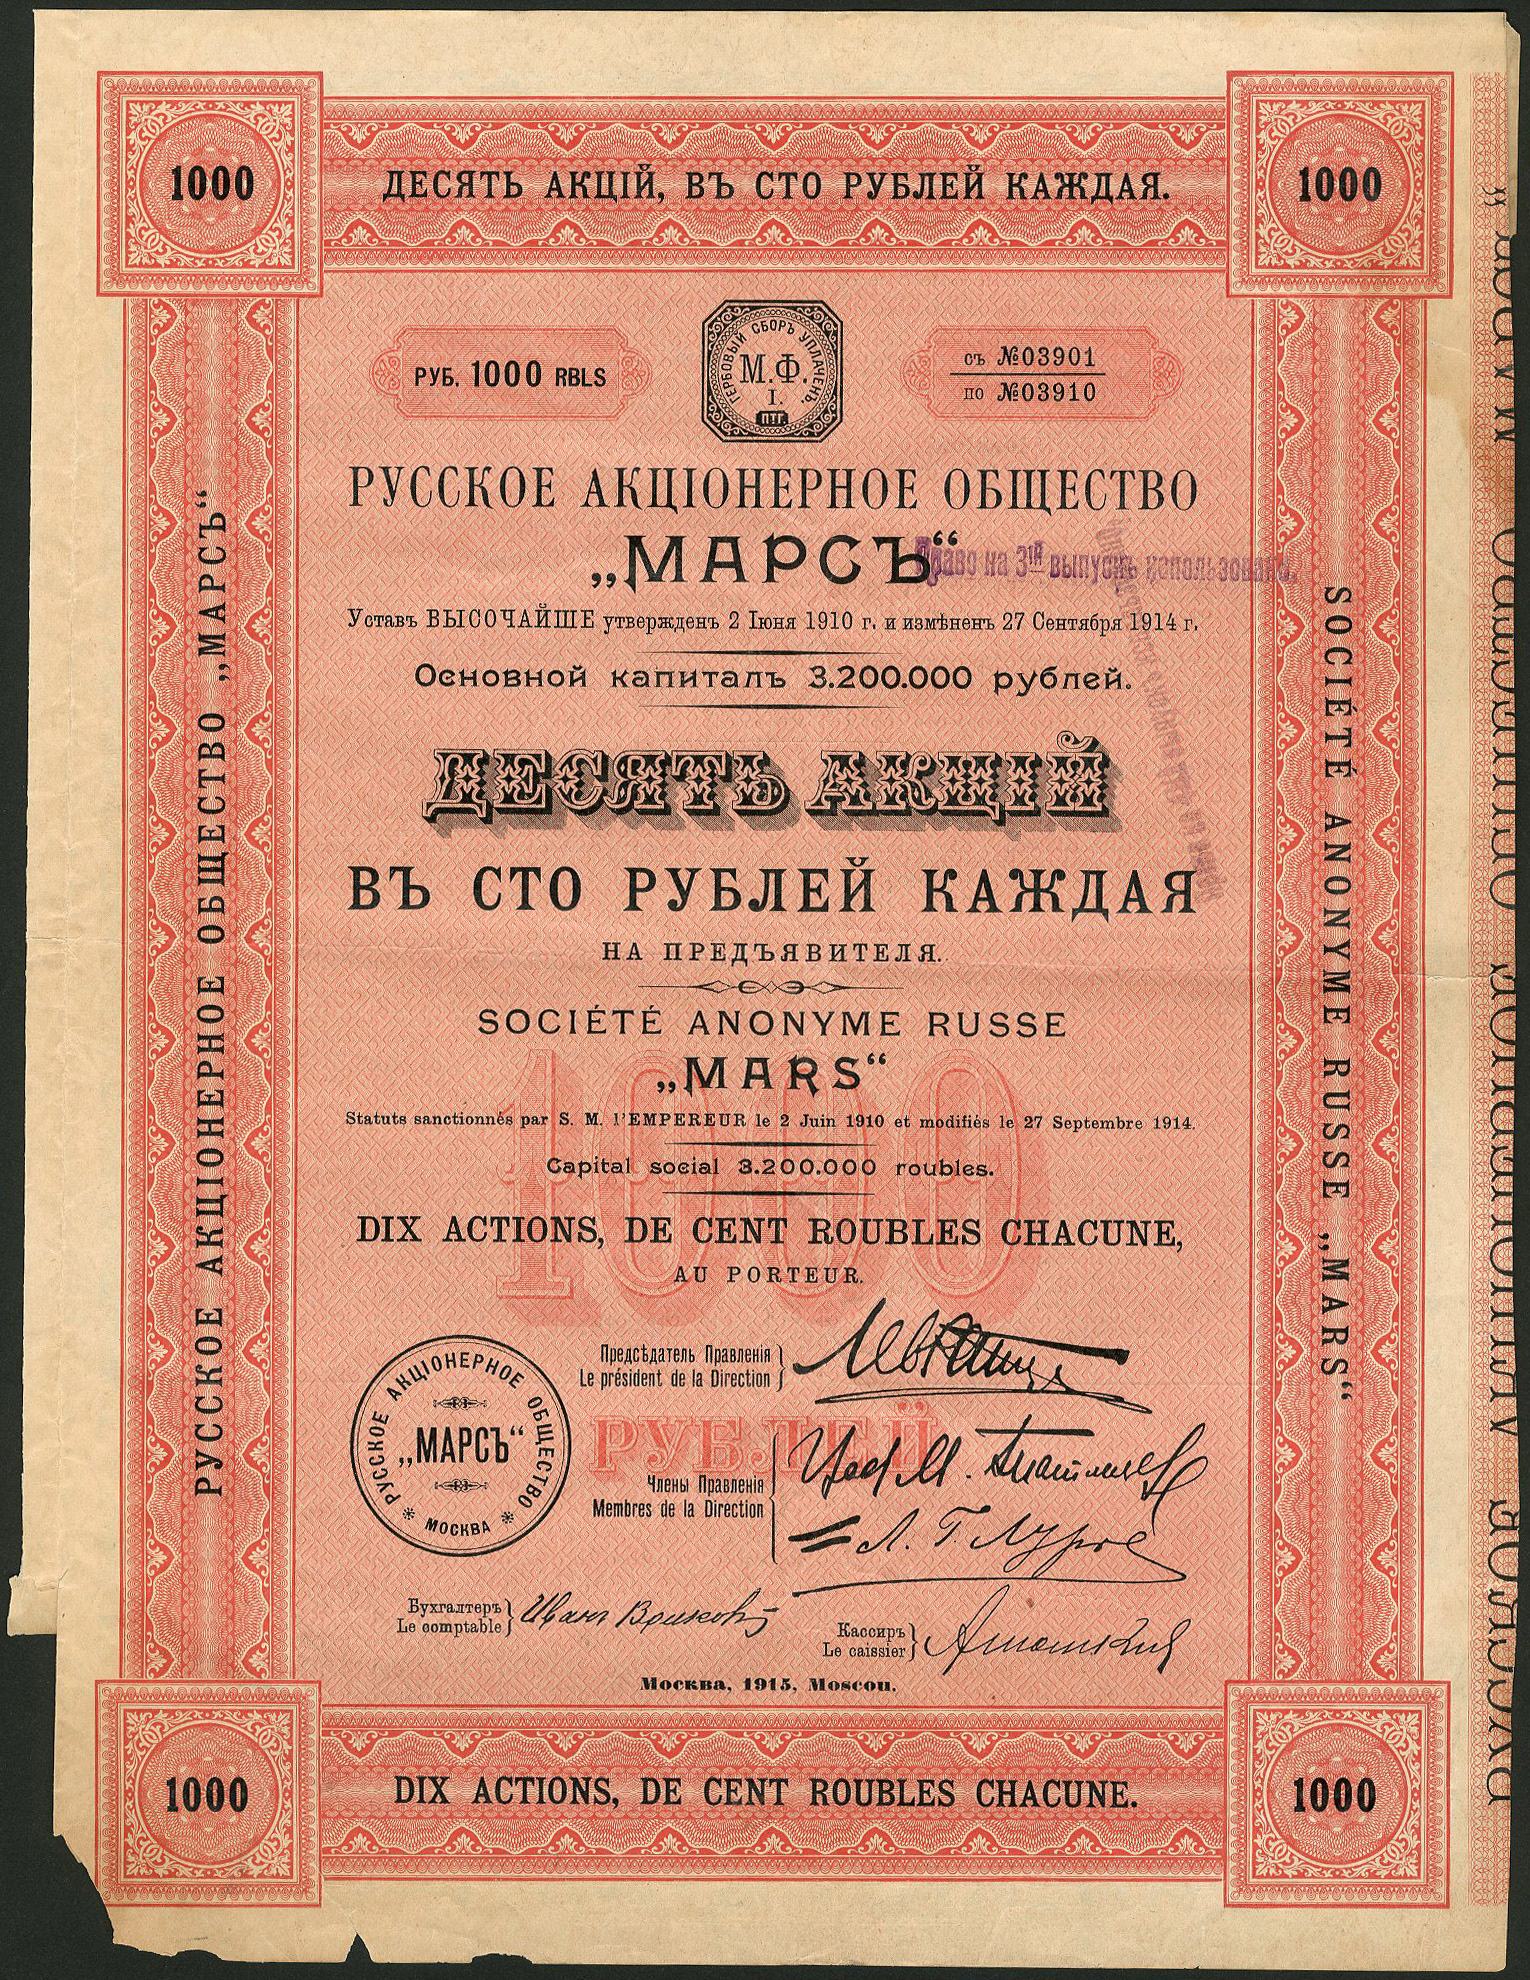 1000
ДЕСЯТЬ АКЦІЙ, ВЪ СТО РУБЛЕЙ КАЖДАЯ.
1000
РУБ. 1000 RBLS
ГЕРБОВЫЙ СБОРЪ УПЛАЧЕНЪ.
М.Ф.
I.
ПТГ.
съ №03901
по №03910
РУССКОЕ АКЦІОНЕРНОЕ ОБЩЕСТВО
„МАРСЪ“
Право на 3ій выпускъ использовано.
Уставъ ВЫСОЧАЙШЕ утвержденъ 2 Іюня 1910 г. и измѣненъ 27 Сентября 1914 г.
Основной капиталъ 3.200.000 рублей.
ДЕСЯТЬ АКЦІЙ
ВЪ СТО РУБЛЕЙ КАЖДАЯ
НА ПРЕДЪЯВИТЕЛЯ.
SOCIÉTÉ ANONYME RUSSE
„MARS“
Statuts sanctionnés par S. M. l'EMPEREUR le 2 Juin 1910 et modifiés le 27 Septembre 1914.
Capital social 3.200.000 roubles.
1000
DIX ACTIONS, DE CENT ROUBLES CHACUNE,
AU PORTEUR.
Предсѣдатель Правленія
Le président de la Direction
РУБЛЕЙ
Члены Правленія
Membres de la Direction
РУССКОЕ АКЦІОНЕРНОЕ ОБЩЕСТВО
„МАРСЪ“
МОСКВА
Бухгалтеръ
Le comptable
Иванъ
Кассиръ
Le caissier
Москва, 1915, Moscou.
РУССКОЕ АКЦІОНЕРНОЕ ОБЩЕСТВО „МАРСЪ“
SOCIÉTÉ ANONYME RUSSE „MARS“
1000
DIX ACTIONS, DE CENT ROUBLES CHACUNE.
1000